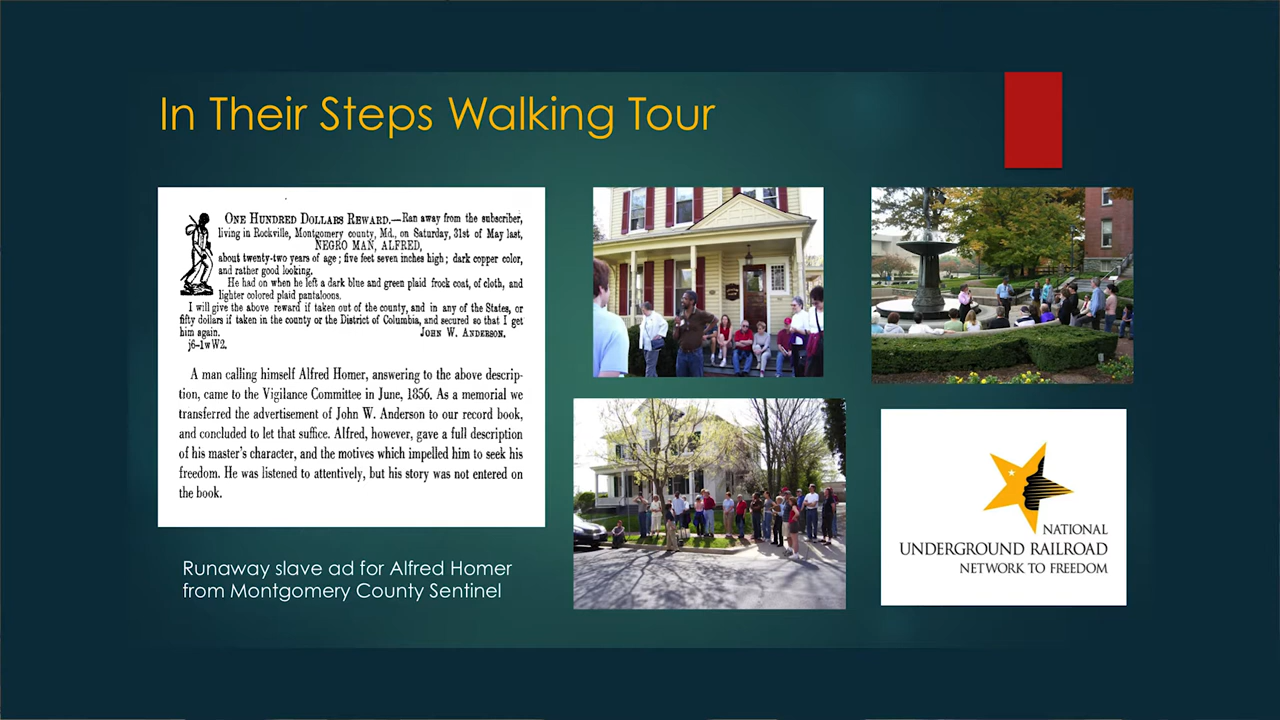 In Their Steps Walking Tour
ONE HUNDRED DOLLARS REWARD.—Ran away from the subscriber,
living in Rockville, Montgomery county, Md., on Saturday, 31st of May last,
NEGRO MAN, ALFRED,
about twenty-two years of age; five feet seven inches high; dark copper color,
and rather good looking.
He had on when he left a dark blue and green plaid frock coat, of cloth, and
lighter colored plaid pantaloons.
I will give the above reward if taken out of the county, and in any of the States, or
fifty dollars if taken in the county or the District of Columbia, and secured so that I get
him again. JOHN W. ANDERSON.
j6-1wW2.
A man calling himself Alfred Homer, answering to the above descrip-
tion, came to the Vigilance Committee in June, 1856. As a memorial we
transferred the advertisement of John W. Anderson to our record book,
and concluded to let that suffice. Alfred, however, gave a full description
of his master's character, and the motives which impelled him to seek his
freedom. He was listened to attentively, but his story was not entered on
the book.
Runaway slave ad for Alfred Homer
from Montgomery County Sentinel
NATIONAL
UNDERGROUND RAILROAD
NETWORK TO FREEDOM